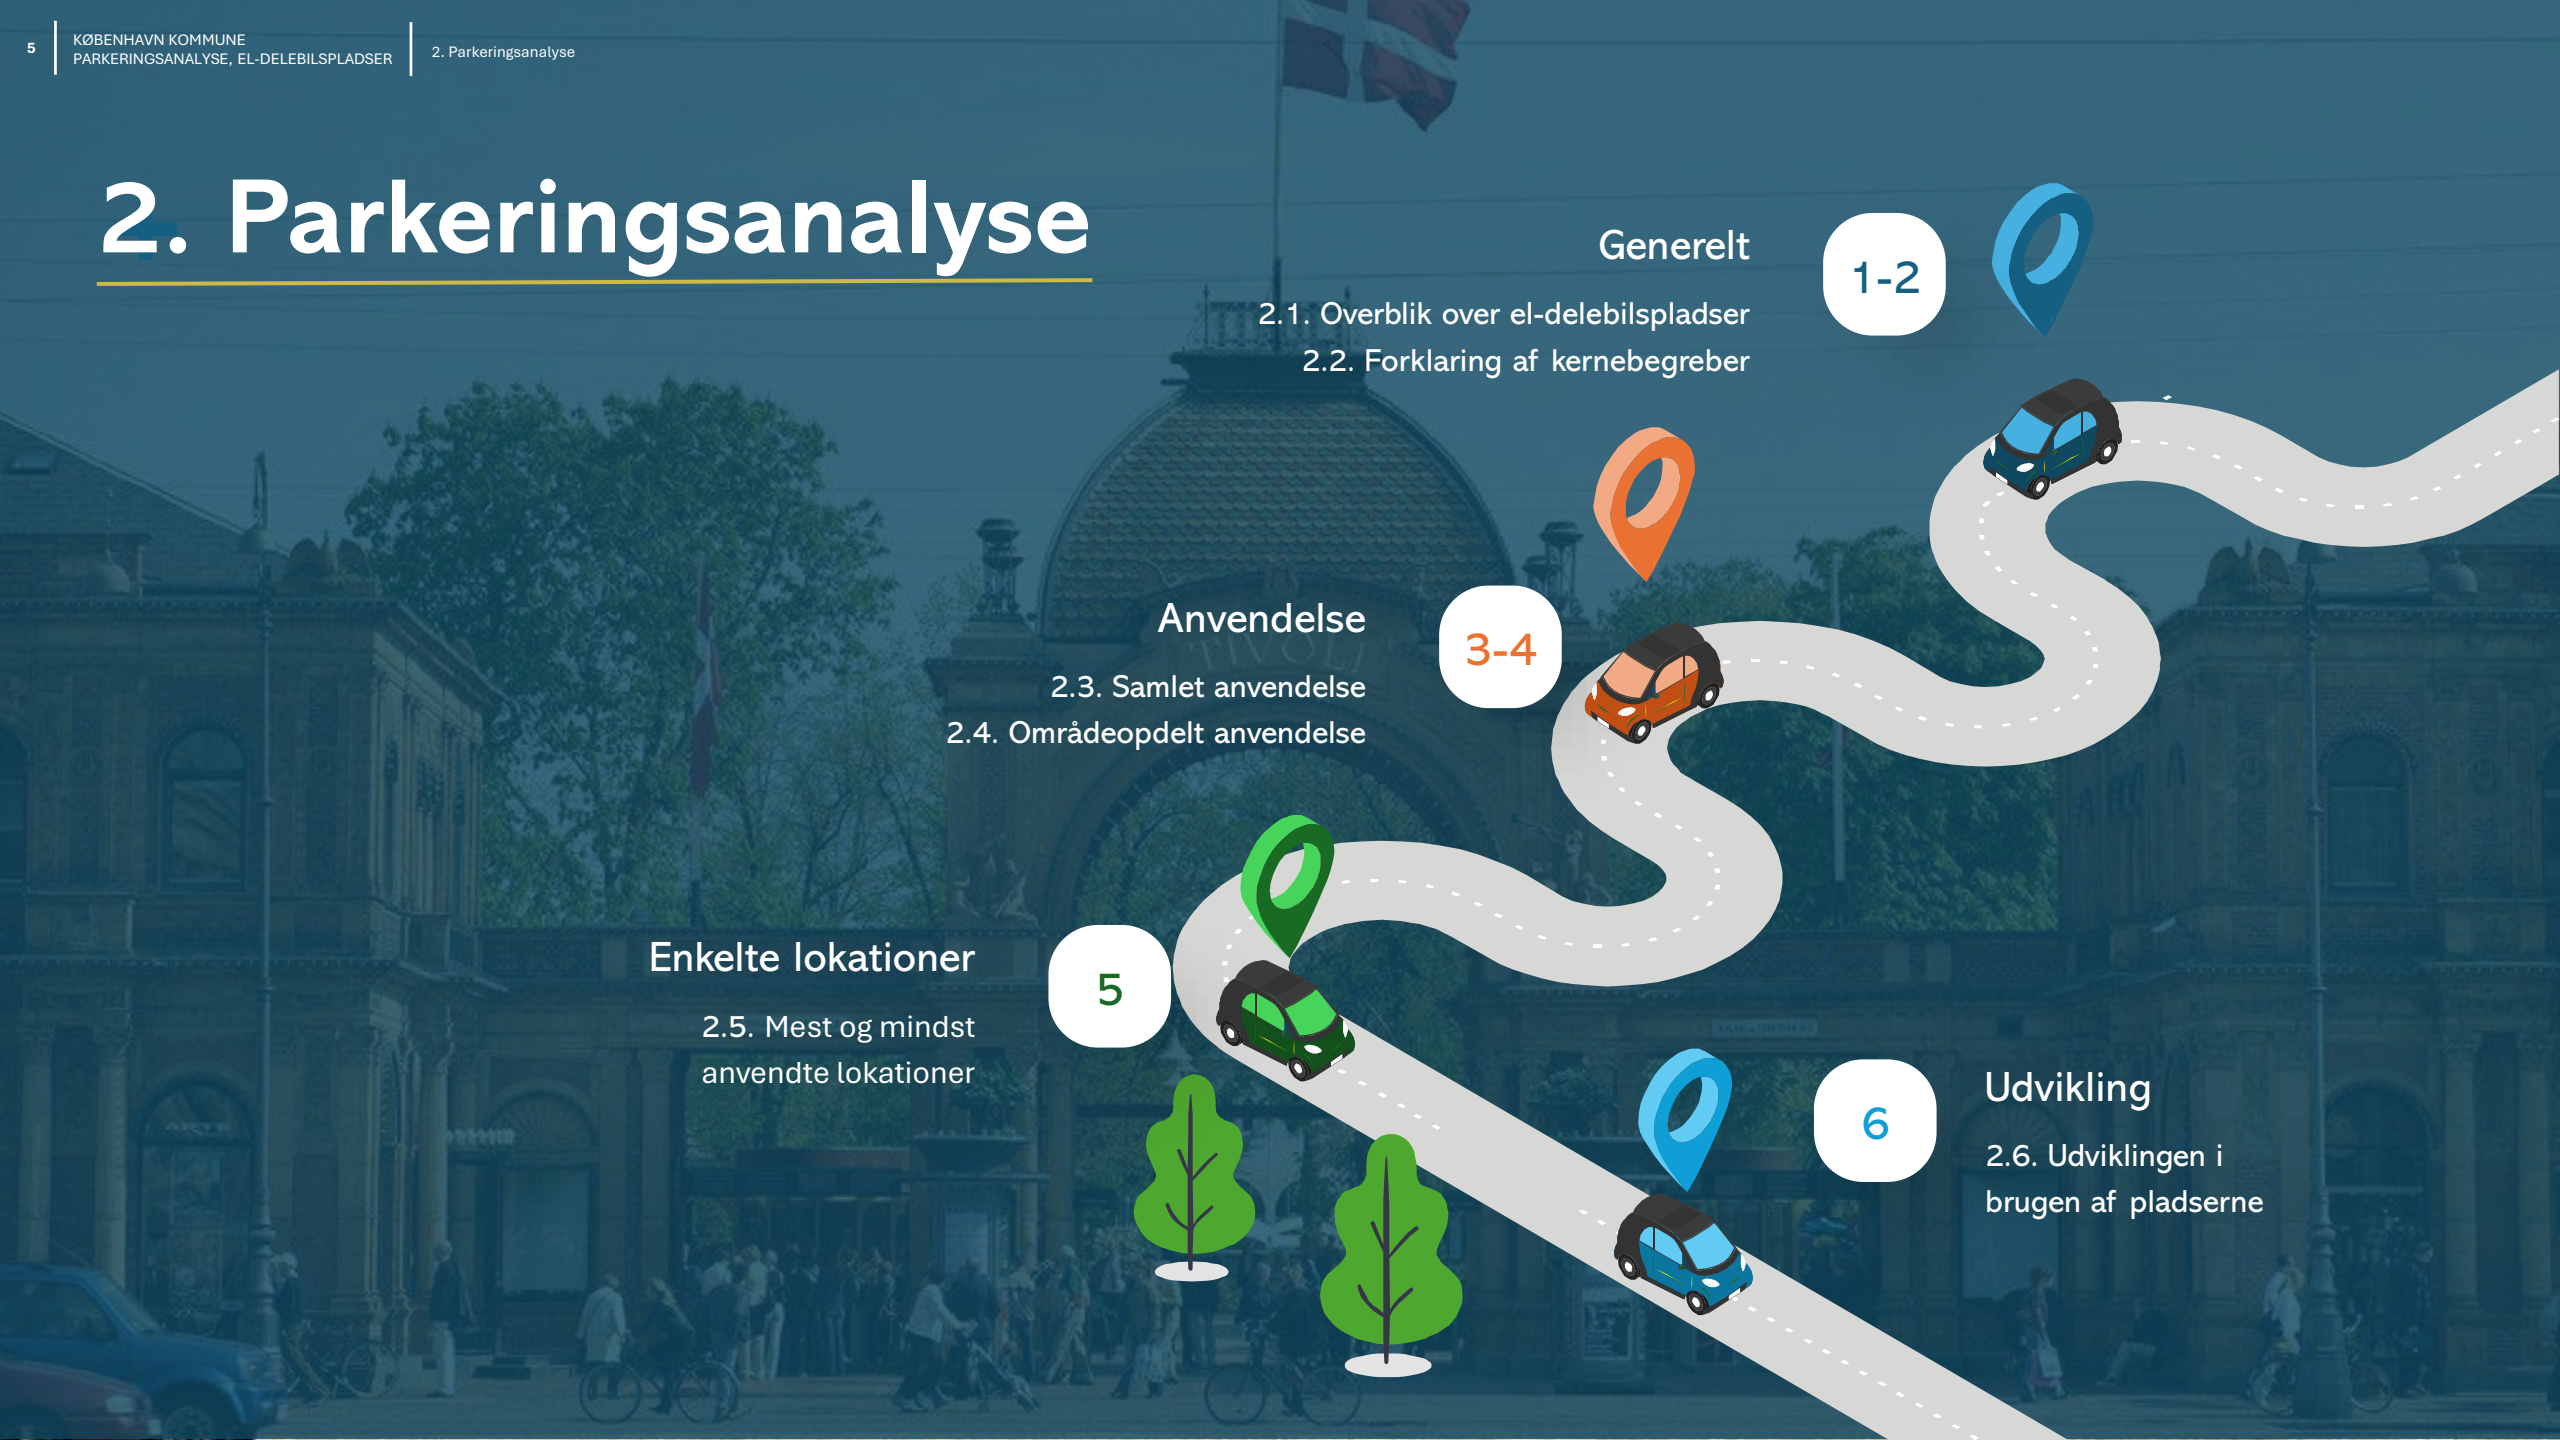 5
KØBENHAVN KOMMUNE
PARKERINGSANALYSE, EL-DELEBILSPLADSER
2. Parkeringsanalyse
2. Parkeringsanalyse
Generelt
1-2
2.1. Overblik over el-delebilspladser
2.2. Forklaring af kernebegreber
Anvendelse
3-4
TIVOLI
2.3. Samlet anvendelse
2.4. Områdeopdelt anvendelse
Enkelte lokationer
5
2.5. Mest og mindst
anvendte lokationer
Udvikling
6
2.6. Udviklingen i
brugen af pladserne